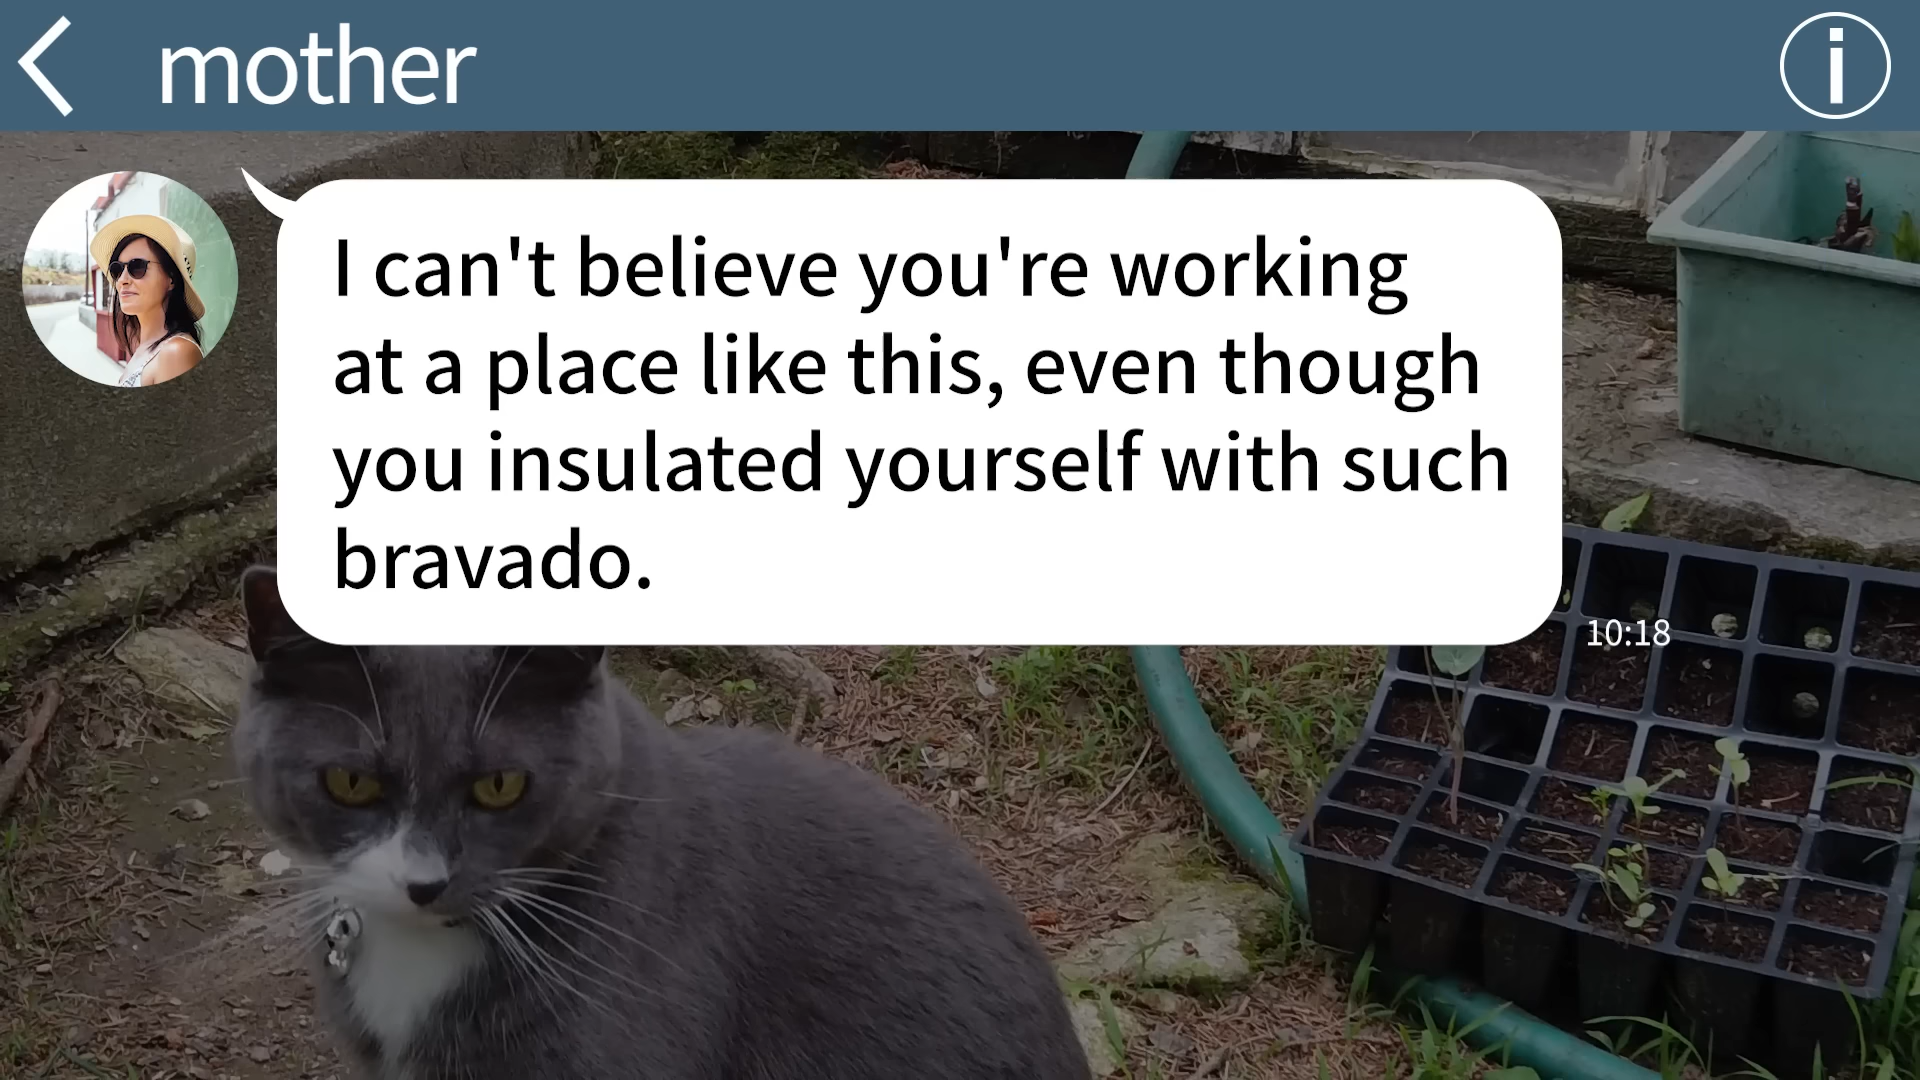 mother
I can't believe you're working
at a place like this, even though
you insulated yourself with such
bravado.
10:18